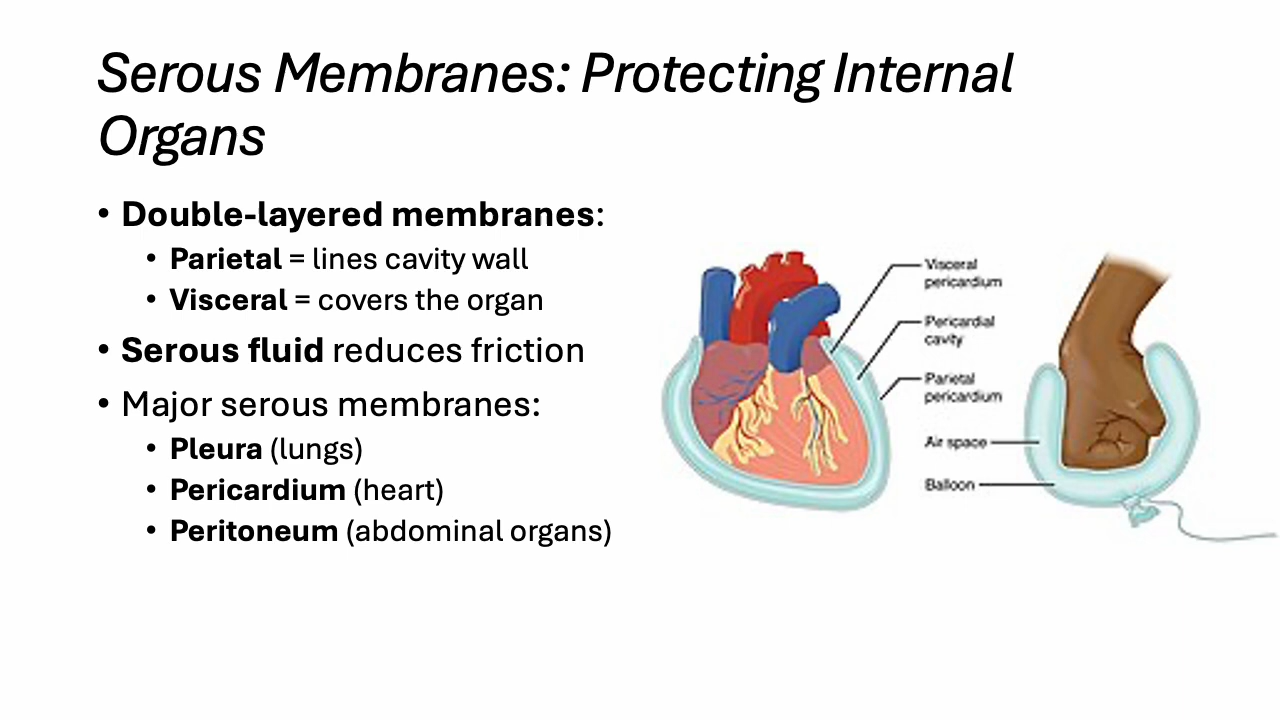 Serous Membranes: Protecting Internal
Organs
• Double-layered membranes:
• Parietal = lines cavity wall
• Visceral = covers the organ
• Serous fluid reduces friction
• Major serous membranes:
• Pleura (lungs)
• Pericardium (heart)
• Peritoneum (abdominal organs)
Visceral
pericardium
Pericardial
cavity
Parietal
pericardium
Air space
Balloon